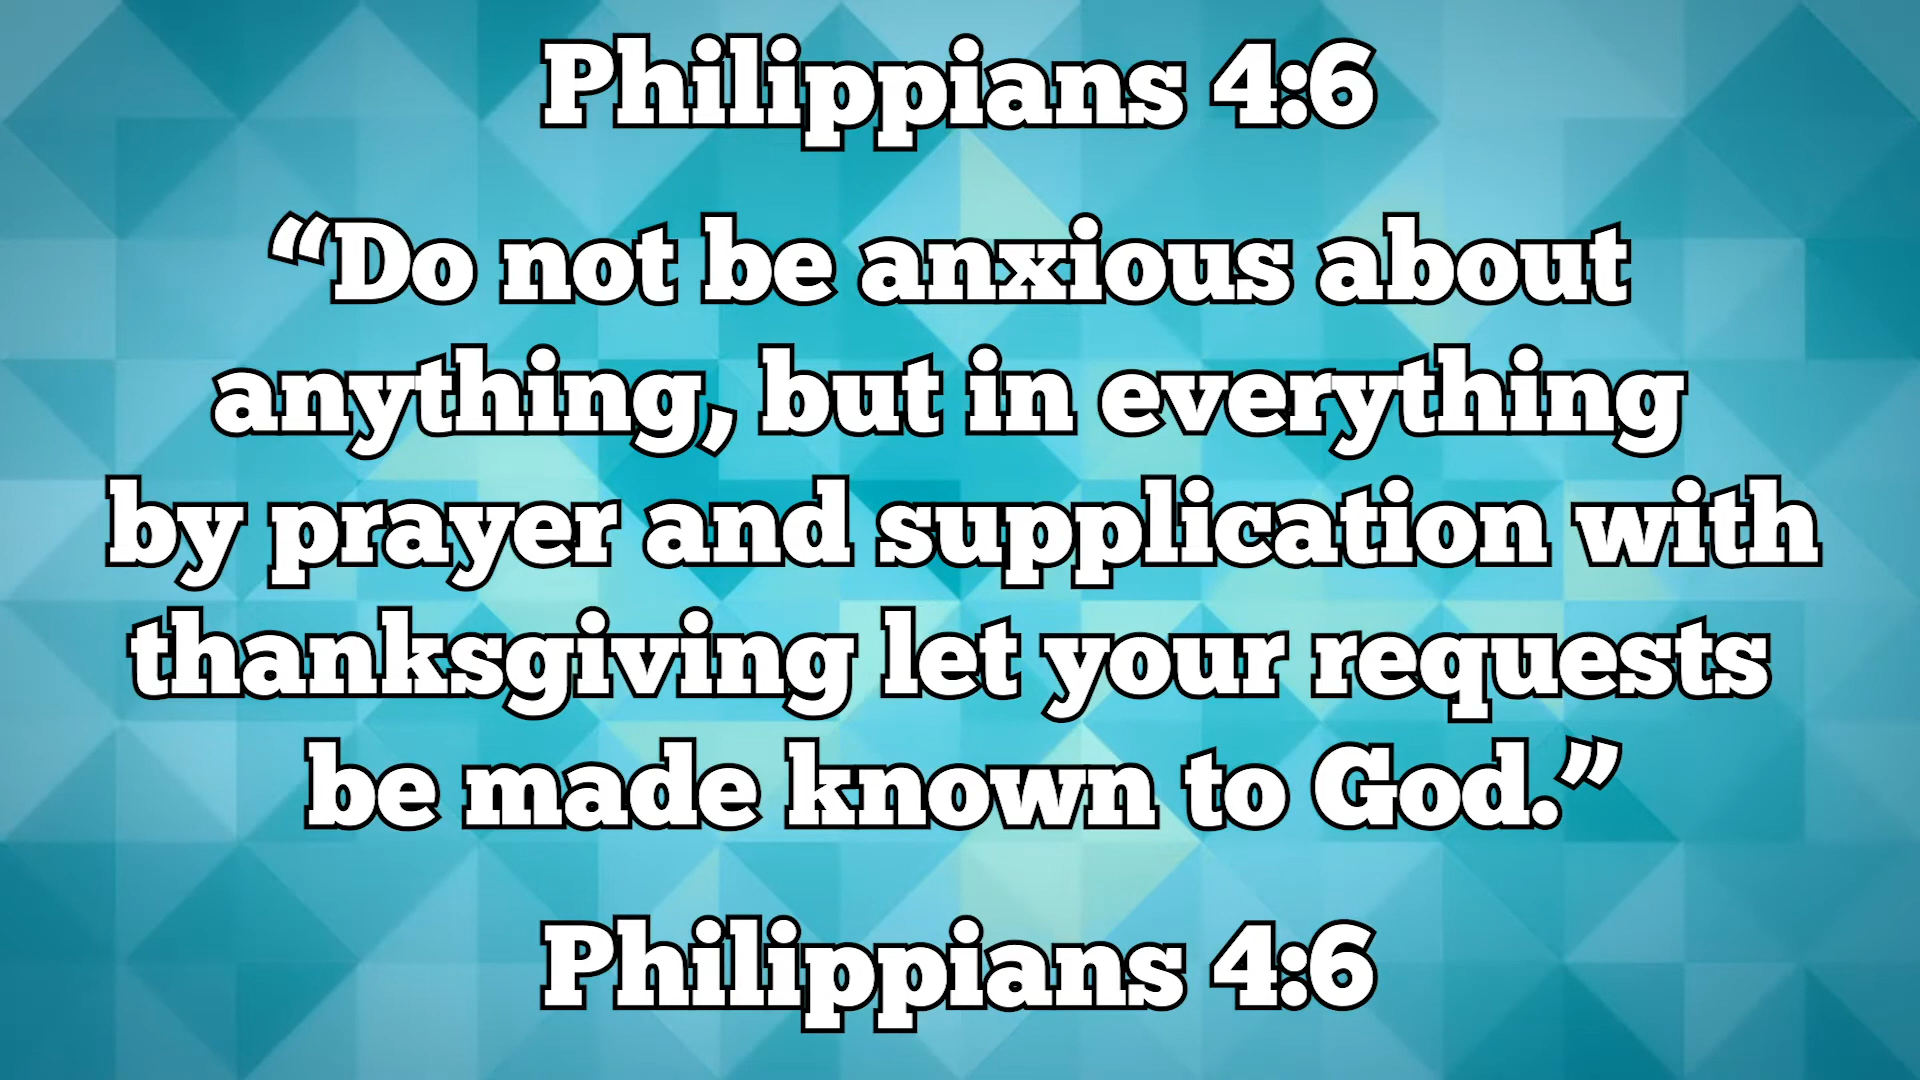 Philippians 4:6
“Do not be anxious about
anything, but in everything
by prayer and supplication with
thanksgiving let your requests
be made known to God.”
Philippians 4:6